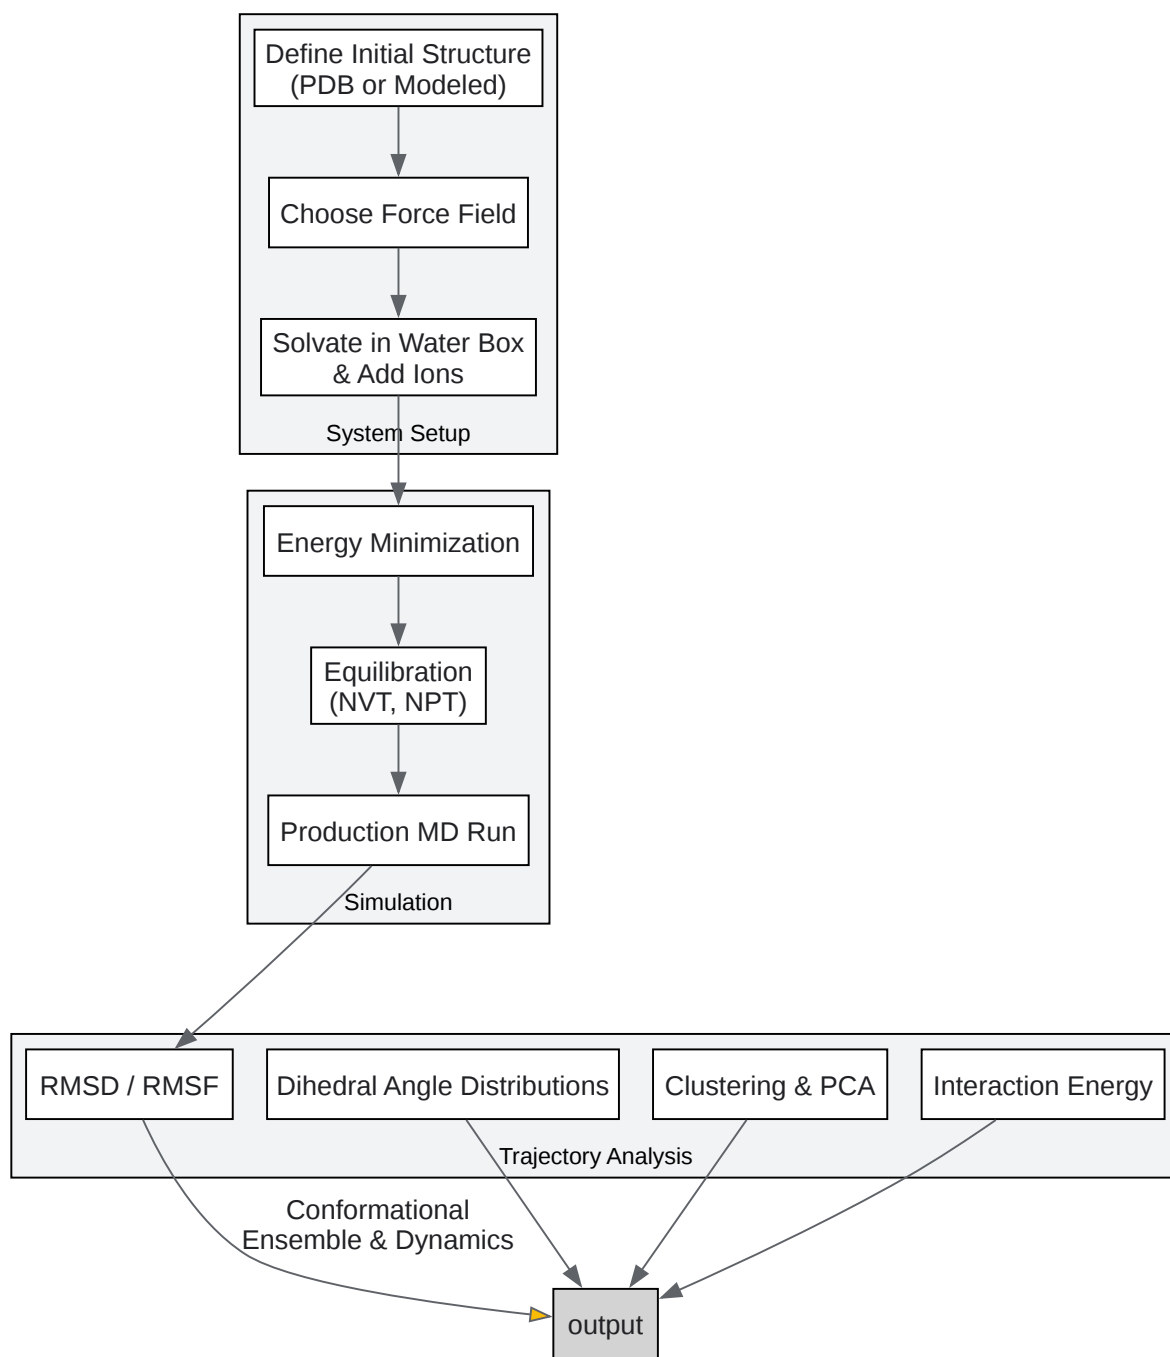 Define Initial Structure
(PDB or Modeled)
Choose Force Field
Solvate in Water Box
& Add Ions
System Setup
Energy Minimization
Equilibration
(NVT, NPT)
Production MD Run
Simulation
RMSD / RMSF
Dihedral Angle Distributions
Clustering & PCA
Interaction Energy
Trajectory Analysis
Conformational
Ensemble & Dynamics
output